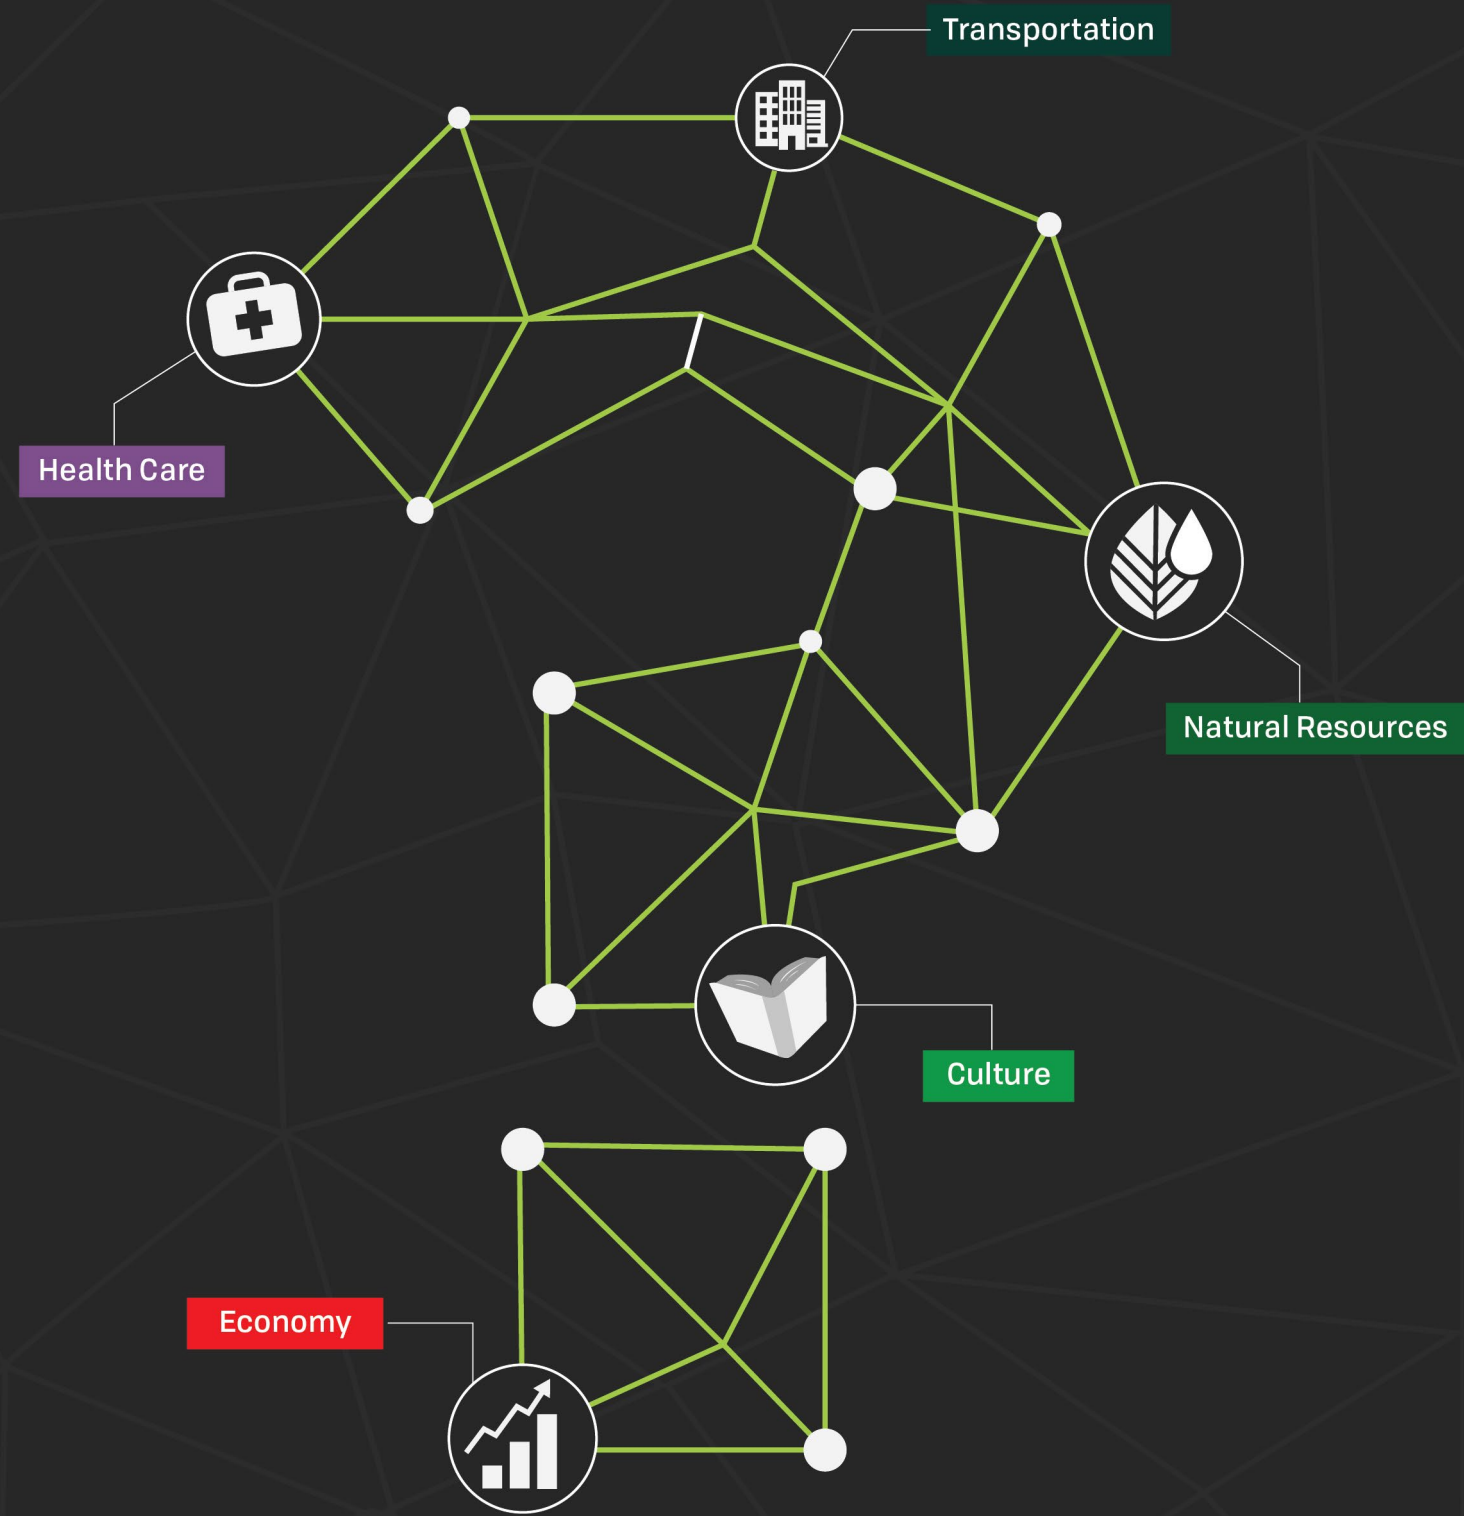 Transportation
Health Care
Natural Resources
Culture
Economy